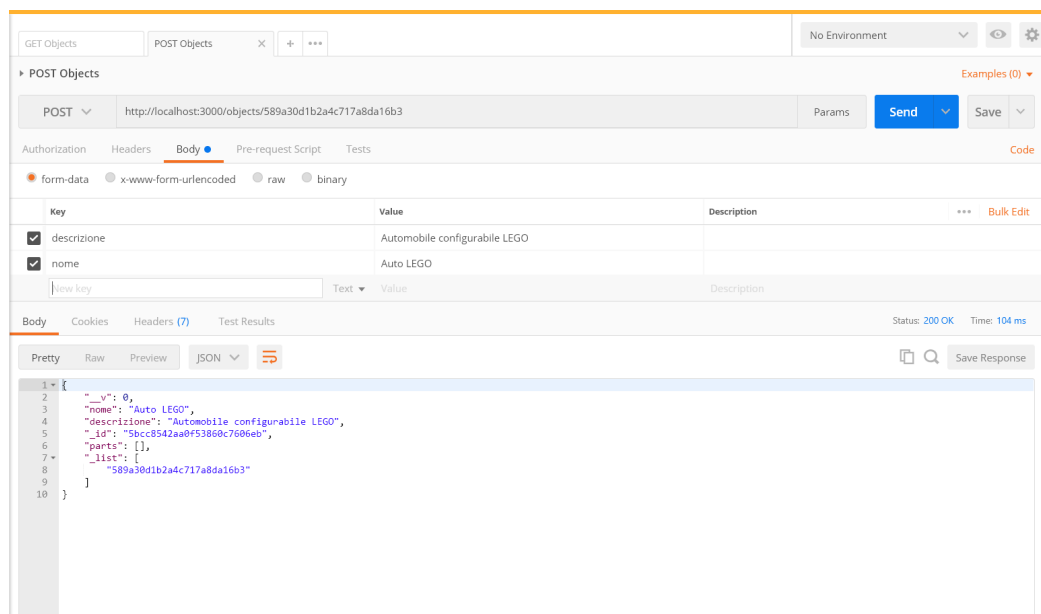 GET Objects POST Objects × + ••• No Environment
POST Objects Examples (0)
POST http://localhost:3000/objects/589a30d1b2a4c717a8da16b3 Params Send Save
Authorization Headers Body Pre-request Script Tests Code
form-data x-www-form-urlencoded raw binary
Key Value Description ••• Bulk Edit
descrizione Automobile configurabile LEGO
nome Auto LEGO
New key Text Value Description
Body Cookies Headers (7) Test Results Status: 200 OK Time: 104 ms
Pretty Raw Preview JSON Save Response
1 {
2 "__v": 0,
3 "nome": "Auto LEGO",
4 "descrizione": "Automobile configurabile LEGO",
5 "_id": "5bcc8542aa0f53860c7606eb",
6 "parts": [],
7 "_list": [
8 "589a30d1b2a4c717a8da16b3"
9 ]
10 }